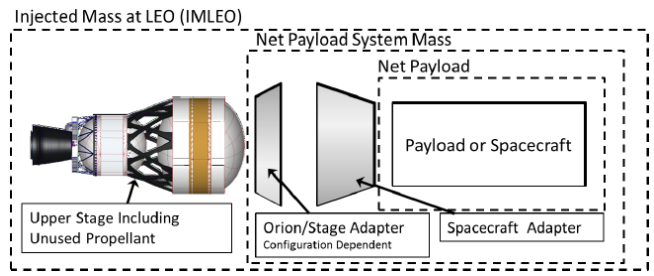 Injected Mass at LEO (IMLEO)
Net Payload System Mass
Net Payload
Payload or Spacecraft
Upper Stage Including
Unused Propellant
Orion/Stage Adapter
Configuration Dependent
Spacecraft Adapter